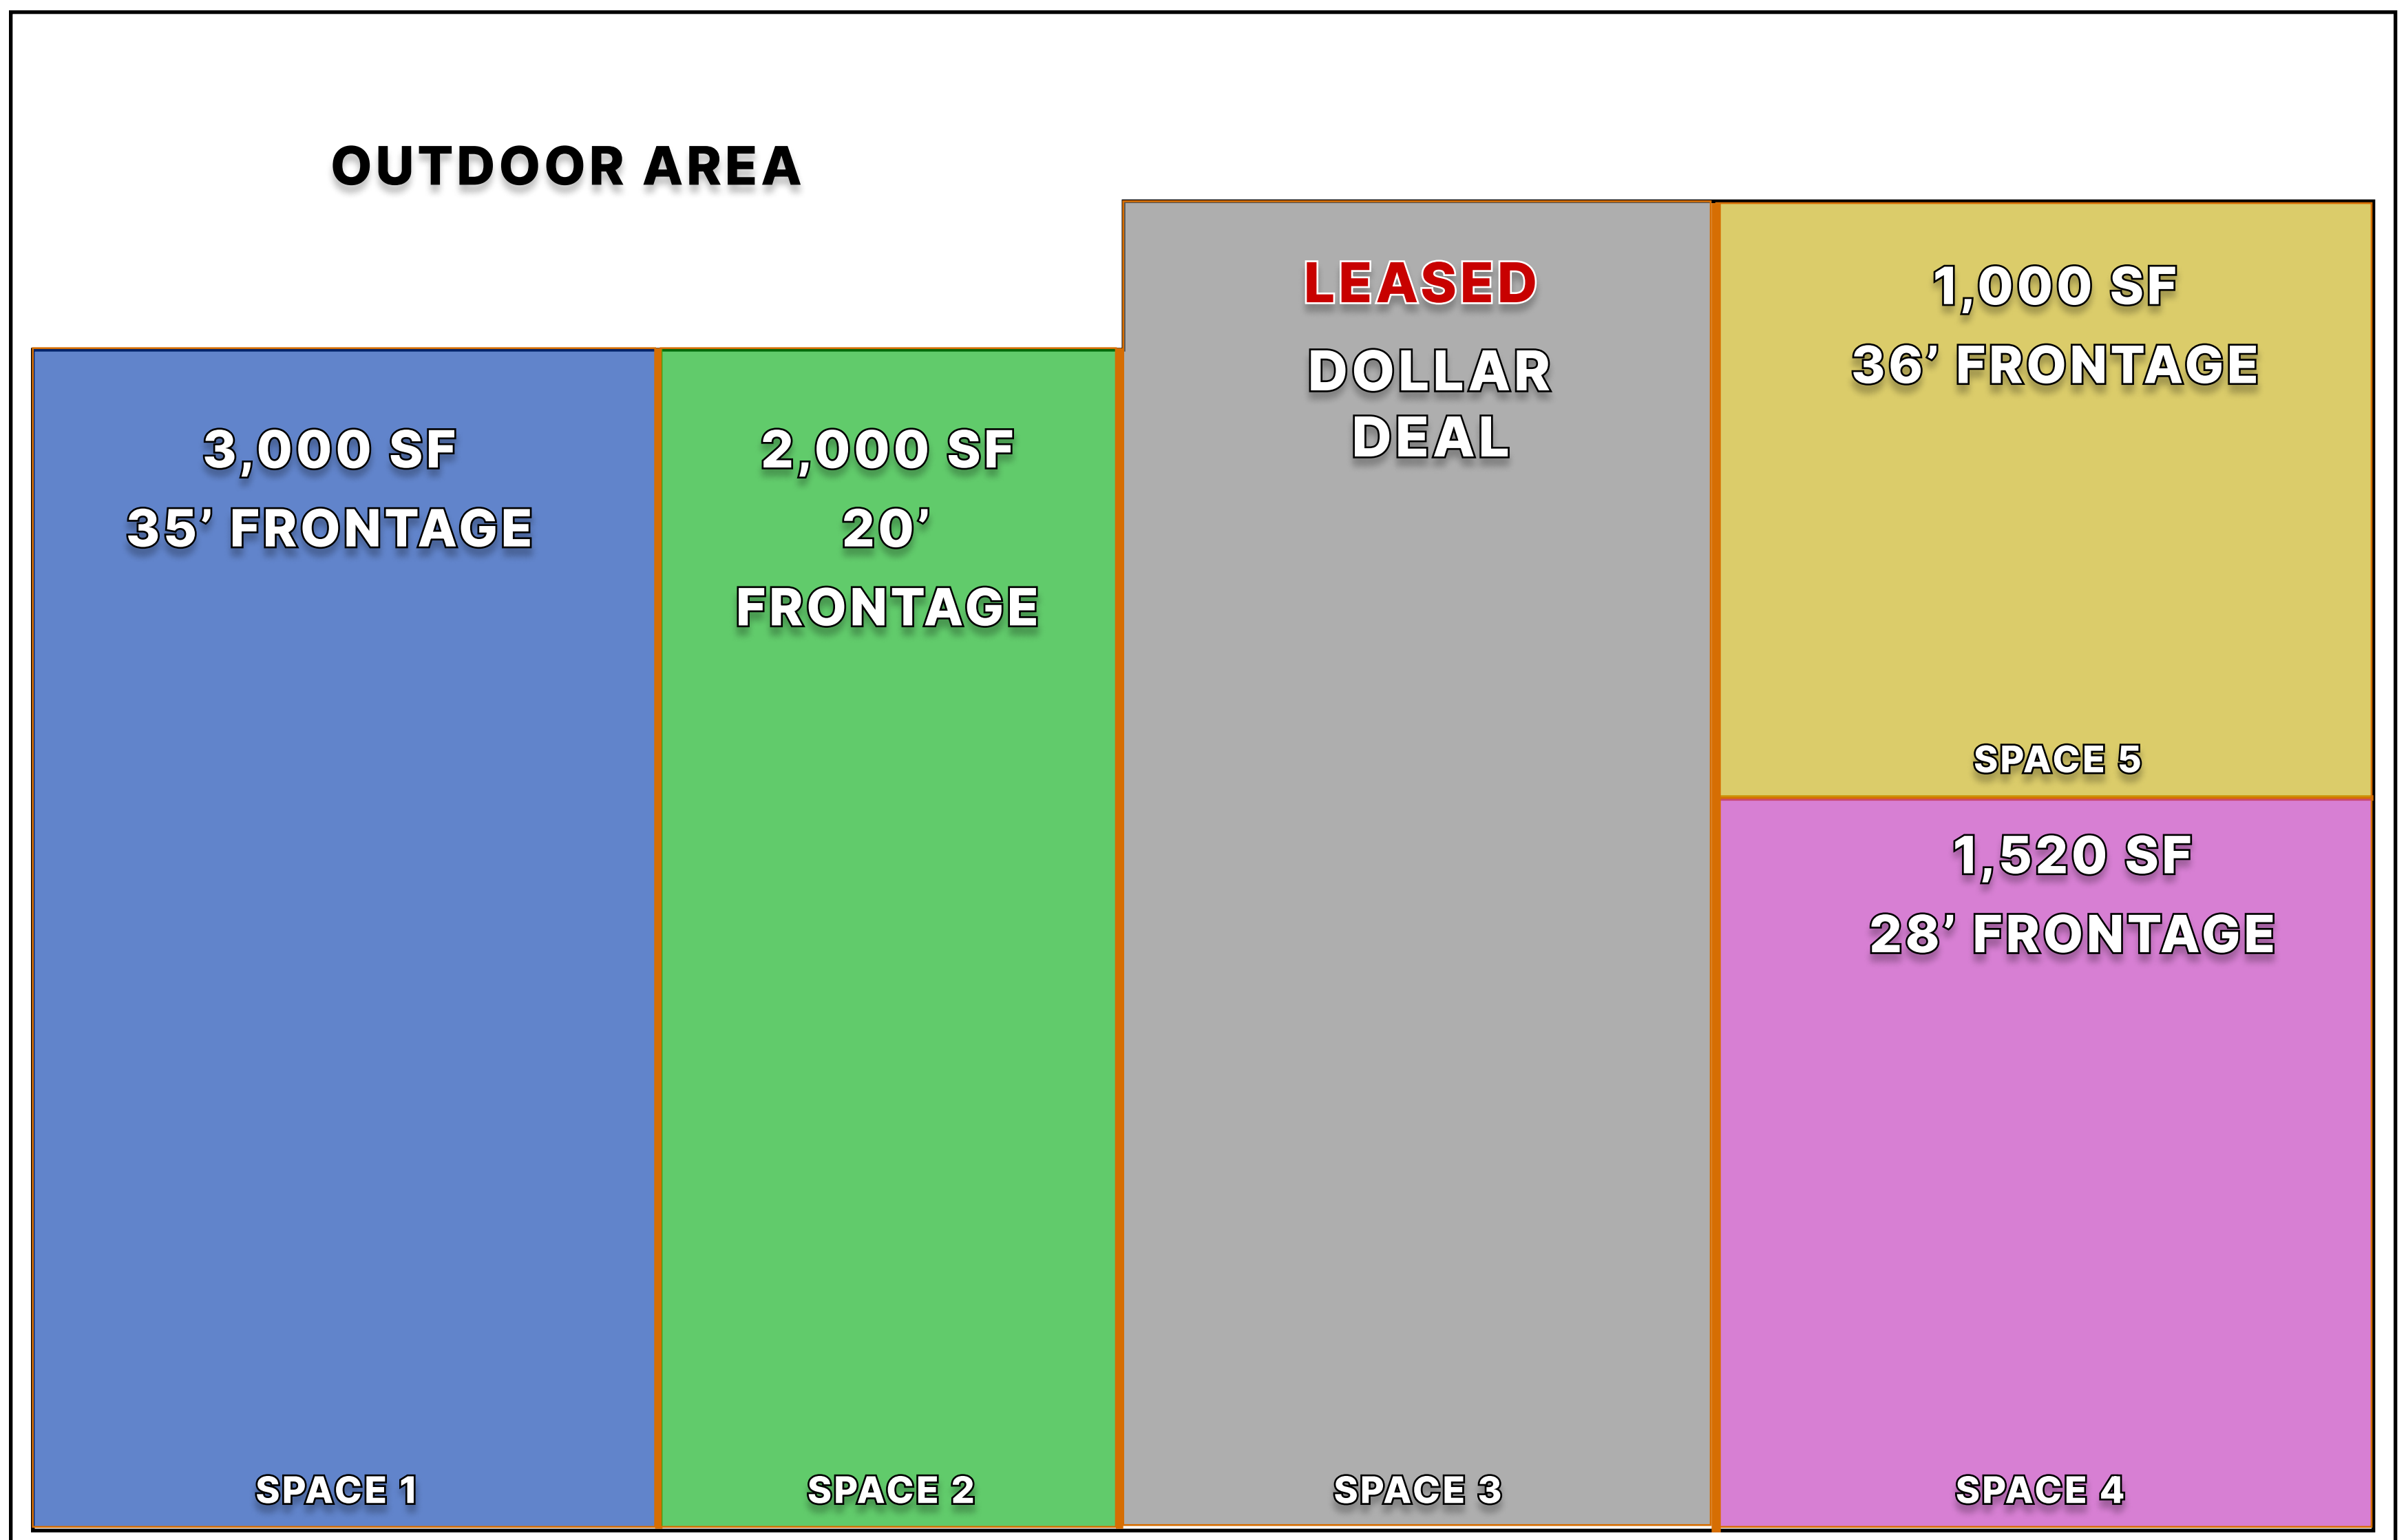 OUTDOOR AREA
3,000 SF
35’ FRONTAGE
SPACE 1
2,000 SF
20’
FRONTAGE
SPACE 2
LEASED
DOLLAR
DEAL
SPACE 3
1,000 SF
36’ FRONTAGE
SPACE 5
1,520 SF
28’ FRONTAGE
SPACE 4